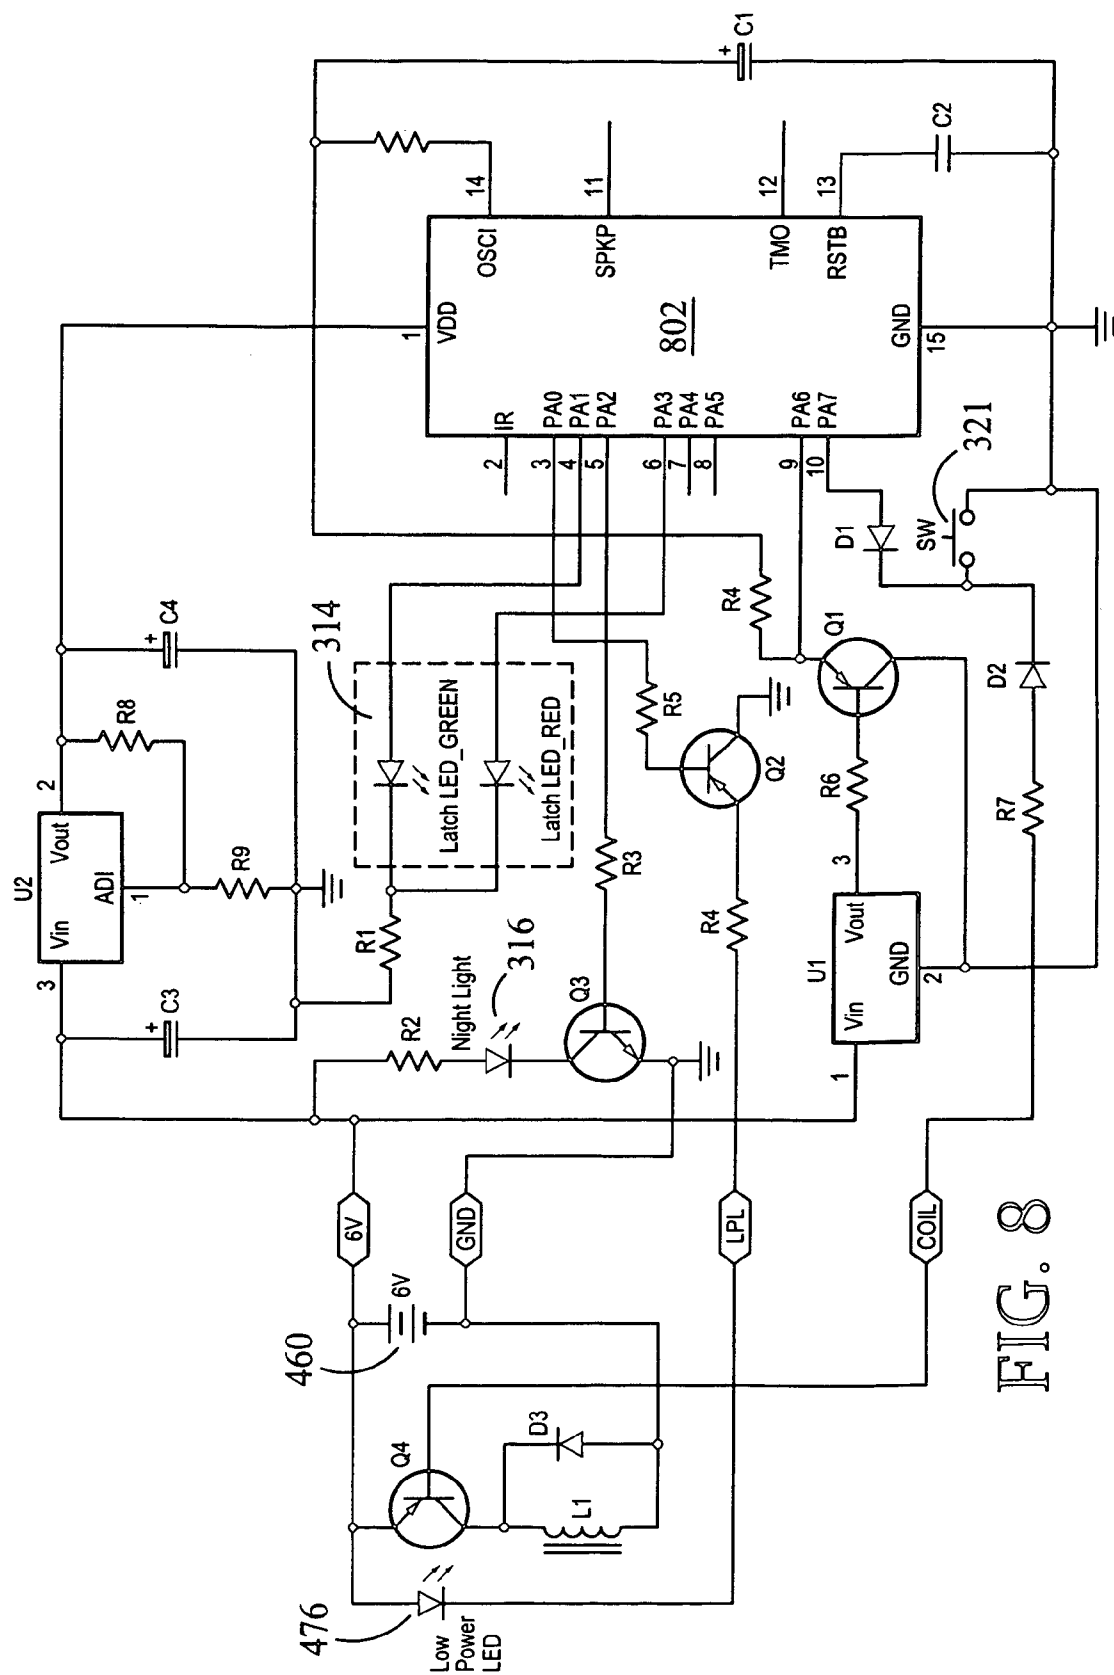 U2
3
Vin
Vout
2
ADJ
1
C3
+
R9
R8
C4
+
314
Latch LED_GREEN
Latch LED_RED
R1
R2
Night Light
316
Q3
R3
6V
GND
LPL
COIL
460
6V
476
Low
Power
LED
Q4
D3
L1
R4
R5
Q2
U1
1
Vin
Vout
3
GND
2
R6
Q1
R4
R7
D2
D1
SW
321
1
VDD
2
IR
3
PA0
4
PA1
5
PA2
6
PA3
7
PA4
8
PA5
9
PA6
10
PA7
802
OSCI
14
SPKP
11
TMO
12
RSTB
13
GND
15
C2
+
C1
FIG. 8